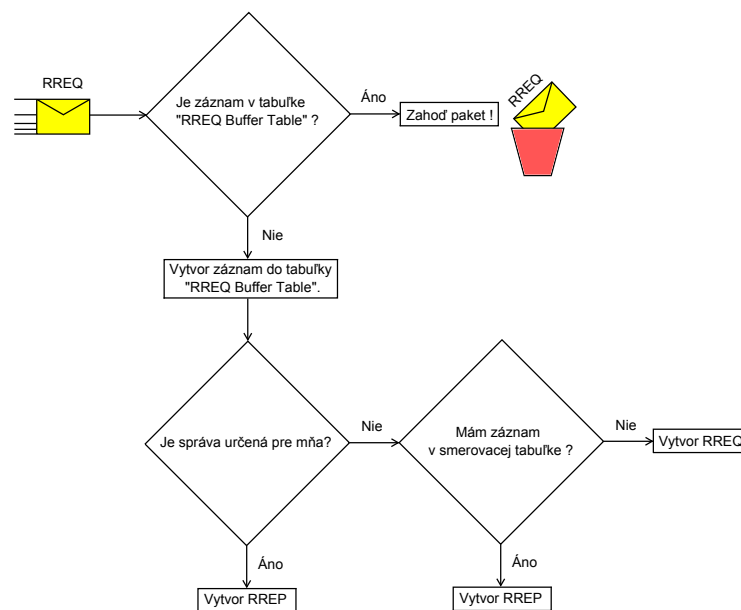 RREQ
Je záznam v tabuľke
"RREQ Buffer Table" ?
Áno
Zahoď paket !
RREQ
Nie
Vytvor záznam do tabuľky
"RREQ Buffer Table".
Je správa určená pre mňa?
Nie
Mám záznam
v smerovacej tabuľke ?
Nie
Vytvor RREQ
Áno
Vytvor RREP
Áno
Vytvor RREP